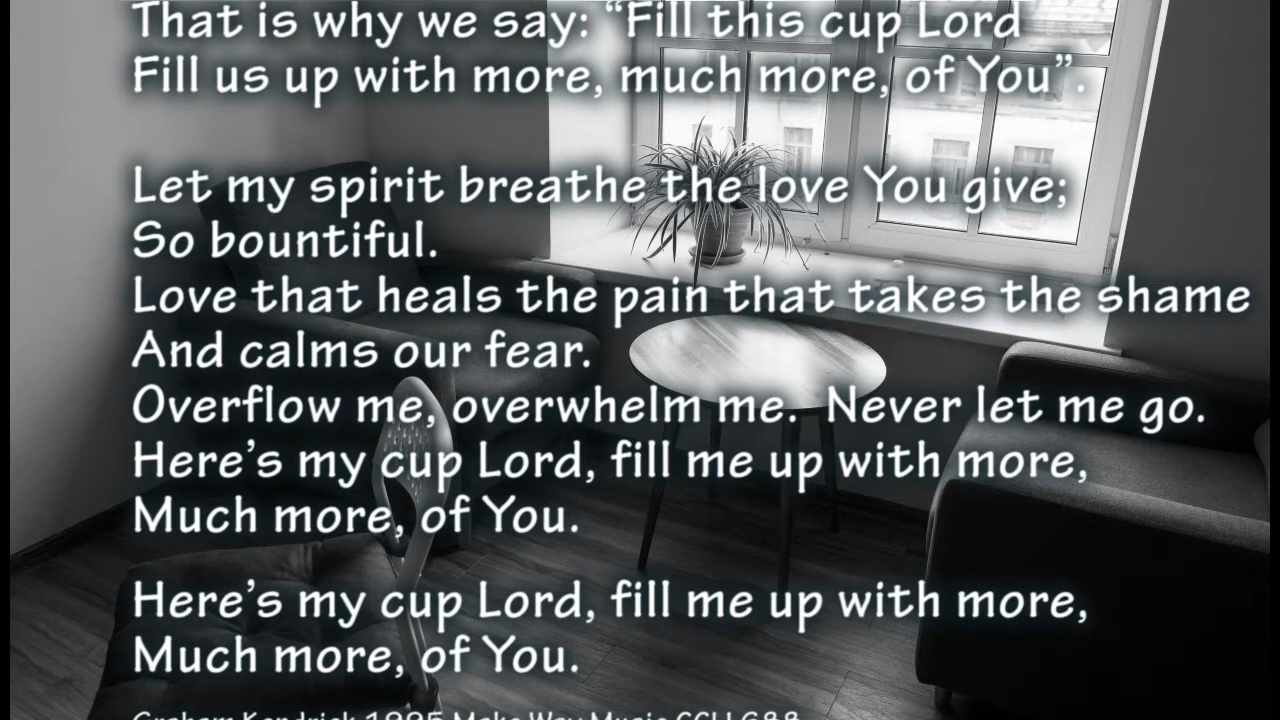 That is why we say: “Fill this cup Lord
Fill us up with more, much more, of You”.
Let my spirit breathe the love You give;
So bountiful.
Love that heals the pain that takes the shame
And calms our fear.
Overflow me, overwhelm me.  Never let me go.
Here’s my cup Lord, fill me up with more,
Much more, of You.
Here’s my cup Lord, fill me up with more,
Much more, of You.
Graham Kendrick 1995 Make Way Music CCLI